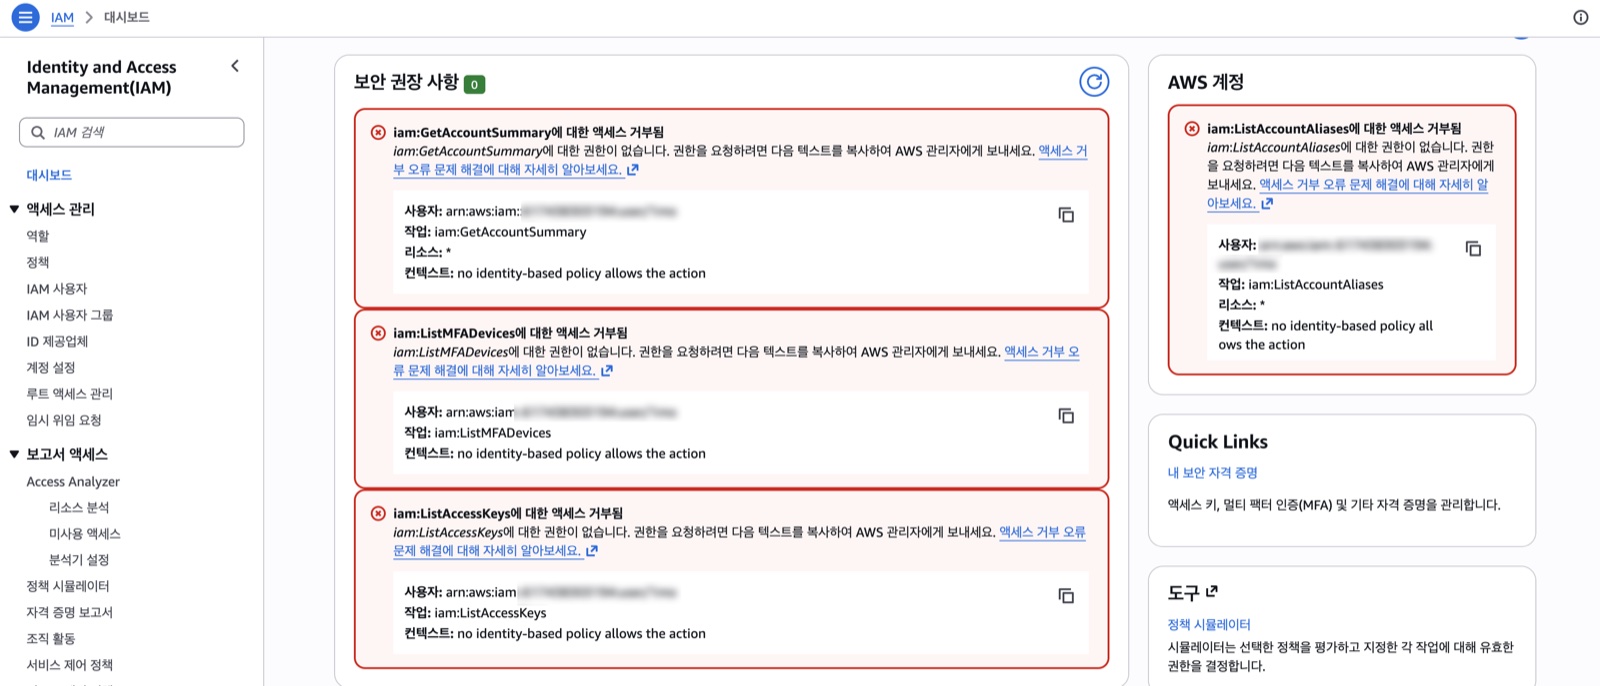 IAM > 대시보드
Identity and Access
Management(IAM)
IAM 검색
대시보드
액세스 관리
역할
정책
IAM 사용자
IAM 사용자 그룹
ID 제공업체
계정 설정
루트 액세스 관리
임시 위임 요청
보고서 액세스
Access Analyzer
리소스 분석
미사용 액세스
분석기 설정
정책 시뮬레이터
자격 증명 보고서
조직 활동
서비스 제어 정책
보안 권장 사항 0
iam:GetAccountSummary에 대한 액세스 거부됨
iam:GetAccountSummary에 대한 권한이 없습니다. 권한을 요청하려면 다음 텍스트를 복사하여 AWS 관리자에게 보내세요. 액세스 거
부 오류 문제 해결에 대해 자세히 알아보세요.
사용자: arn:aws:iam:
작업: iam:GetAccountSummary
리소스: *
컨텍스트: no identity-based policy allows the action
iam:ListMFADevices에 대한 액세스 거부됨
iam:ListMFADevices에 대한 권한이 없습니다. 권한을 요청하려면 다음 텍스트를 복사하여 AWS 관리자에게 보내세요. 액세스 거부 오
류 문제 해결에 대해 자세히 알아보세요.
사용자: arn:aws:iam
작업: iam:ListMFADevices
컨텍스트: no identity-based policy allows the action
iam:ListAccessKeys에 대한 액세스 거부됨
iam:ListAccessKeys에 대한 권한이 없습니다. 권한을 요청하려면 다음 텍스트를 복사하여 AWS 관리자에게 보내세요. 액세스 거부 오류
문제 해결에 대해 자세히 알아보세요.
사용자: arn:aws:iam
작업: iam:ListAccessKeys
컨텍스트: no identity-based policy allows the action
AWS 계정
iam:ListAccountAliases에 대한 액세스 거부됨
iam:ListAccountAliases에 대한 권한이 없습니다. 권한
을 요청하려면 다음 텍스트를 복사하여 AWS 관리자에게
보내세요. 액세스 거부 오류 문제 해결에 대해 자세히 알
아보세요.
사용자:
작업: iam:ListAccountAliases
리소스: *
컨텍스트: no identity-based policy all
ows the action
Quick Links
내 보안 자격 증명
액세스 키, 멀티 팩터 인증(MFA) 및 기타 자격 증명을 관리합니다.
도구
정책 시뮬레이터
시뮬레이터는 선택한 정책을 평가하고 지정한 각 작업에 대해 유효한
권한을 결정합니다.